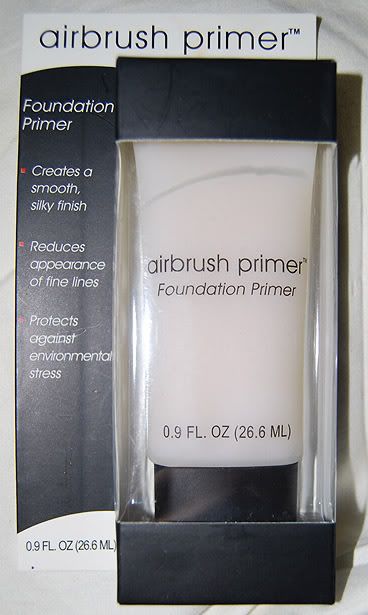 airbrush primer™
Foundation
Primer
Creates a
smooth,
silky finish
Reduces
appearance
of fine lines
Protects
against
environmental
stress
0.9 FL. OZ (26.6 ML)
airbrush primer™
Foundation Primer
0.9 FL. OZ (26.6 ML)